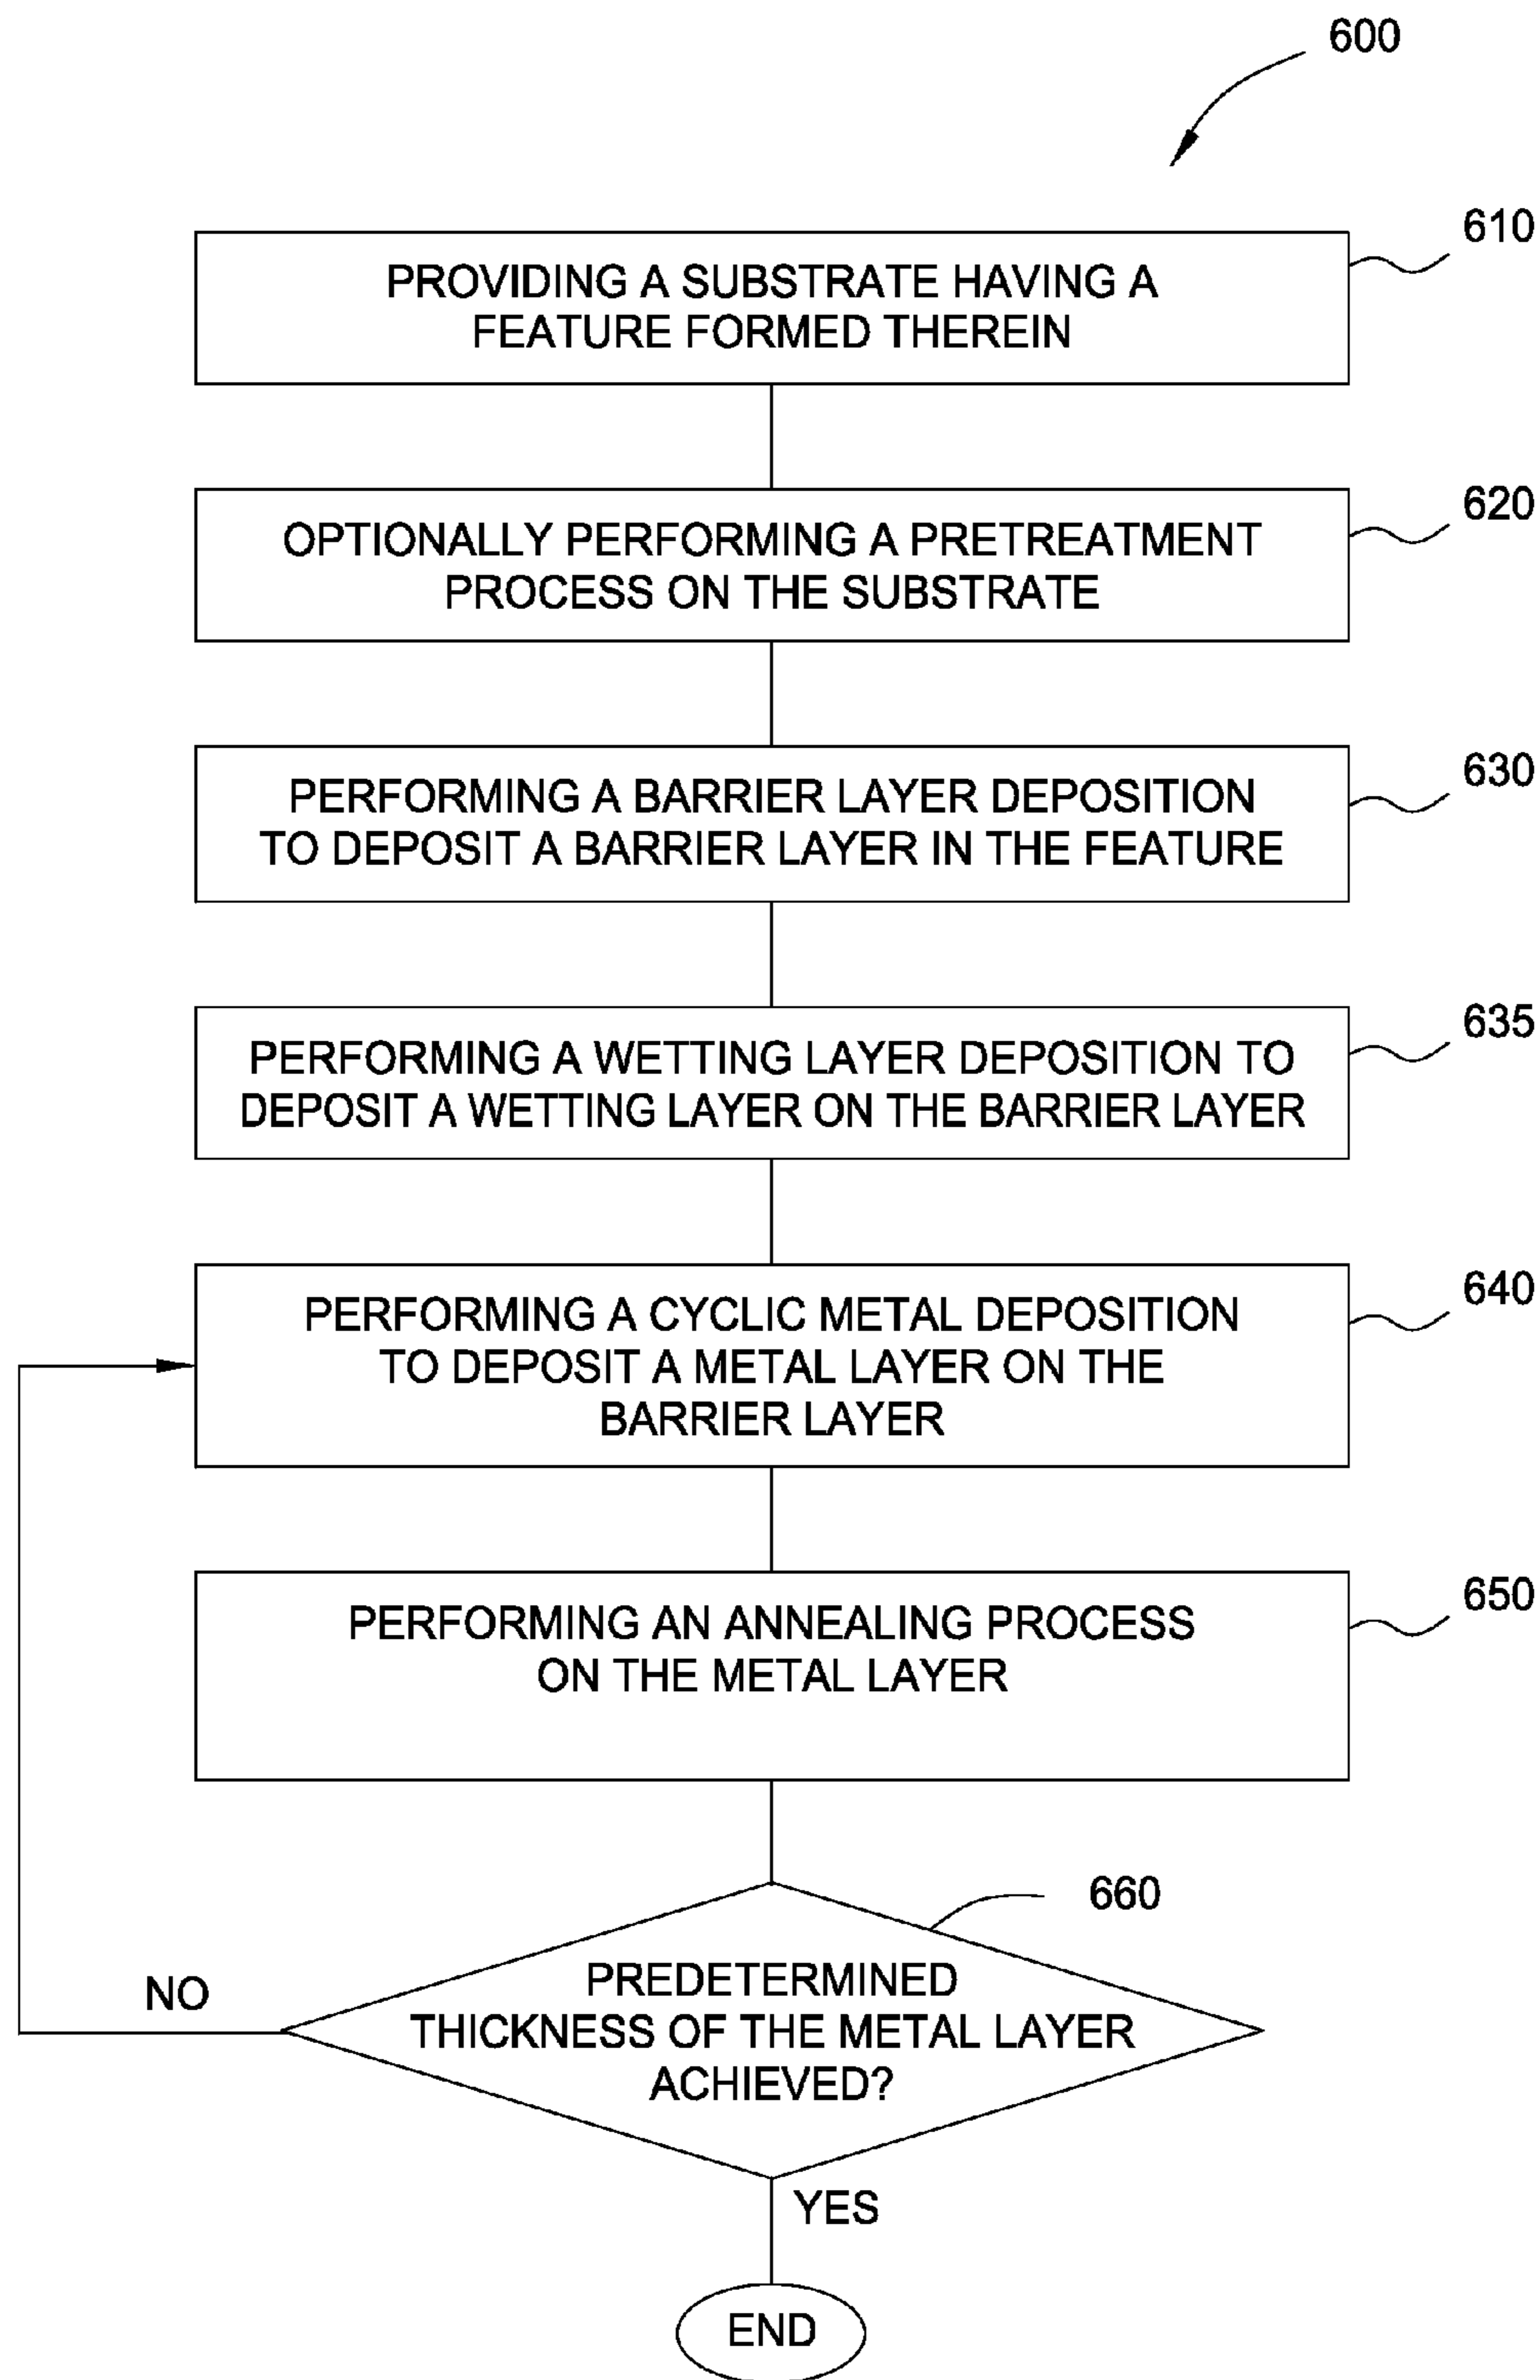 600
610
PROVIDING A SUBSTRATE HAVING A
FEATURE FORMED THEREIN
620
OPTIONALLY PERFORMING A PRETREATMENT
PROCESS ON THE SUBSTRATE
630
PERFORMING A BARRIER LAYER DEPOSITION
TO DEPOSIT A BARRIER LAYER IN THE FEATURE
635
PERFORMING A WETTING LAYER DEPOSITION TO
DEPOSIT A WETTING LAYER ON THE BARRIER LAYER
640
PERFORMING A CYCLIC METAL DEPOSITION
TO DEPOSIT A METAL LAYER ON THE
BARRIER LAYER
650
PERFORMING AN ANNEALING PROCESS
ON THE METAL LAYER
660
PREDETERMINED
THICKNESS OF THE METAL LAYER
ACHIEVED?
NO
YES
END